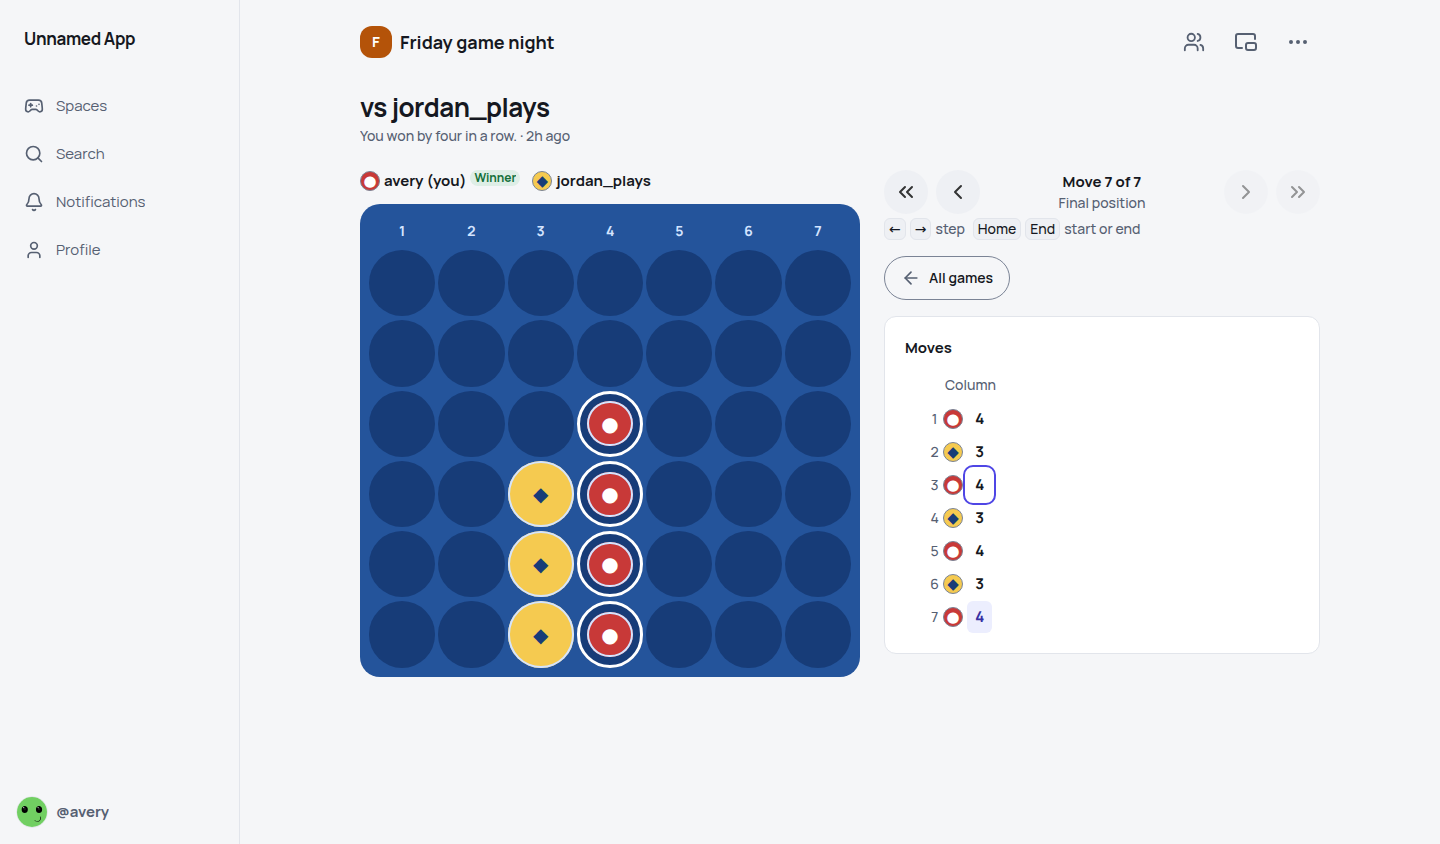 Unnamed App
Spaces
Search
Notifications
Profile
@avery
F Friday game night
vs jordan_plays
You won by four in a row. · 2h ago
avery (you) Winner jordan_plays
1 2 3 4 5 6 7
Move 7 of 7
Final position
← → step Home End start or end
All games
Moves
Column
1 4
2 3
3 4
4 3
5 4
6 3
7 4